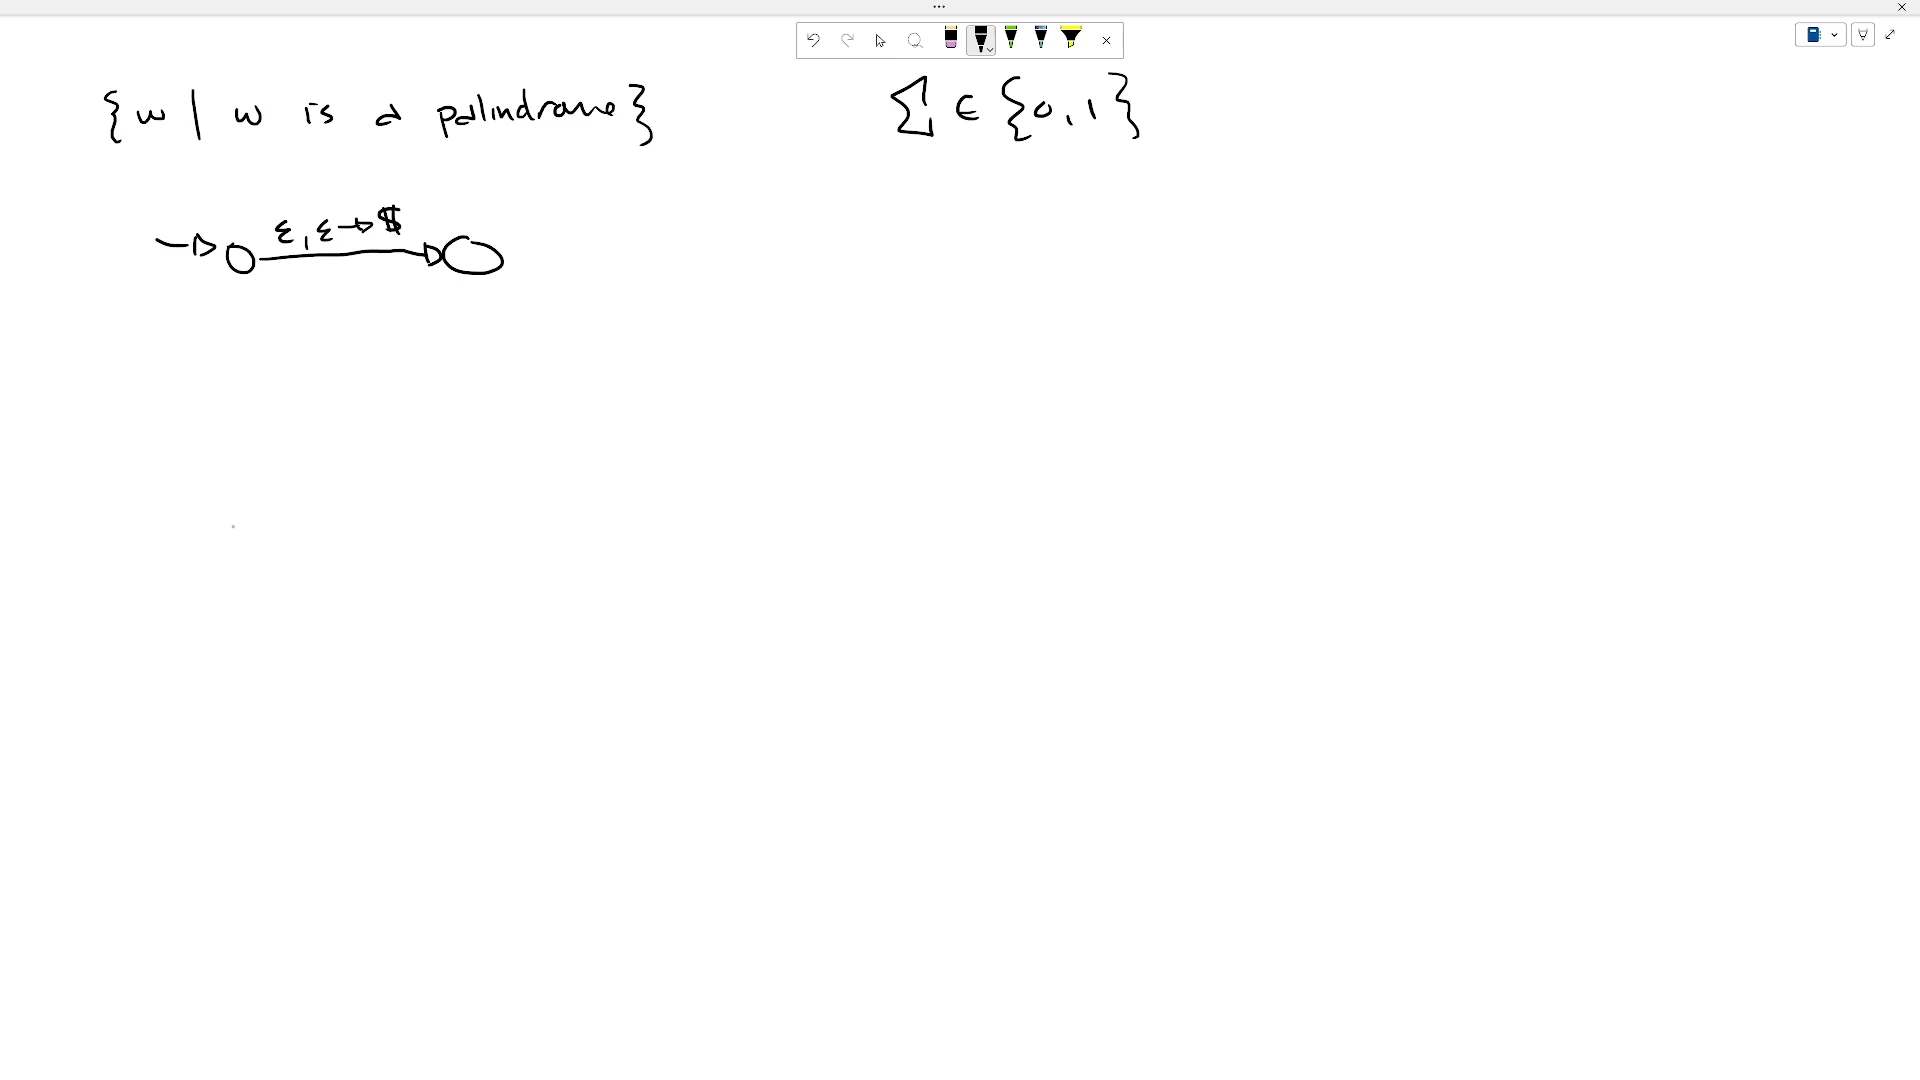 {w | w is a palindrome} Σ ∈ {0,1}
ε, ε → $